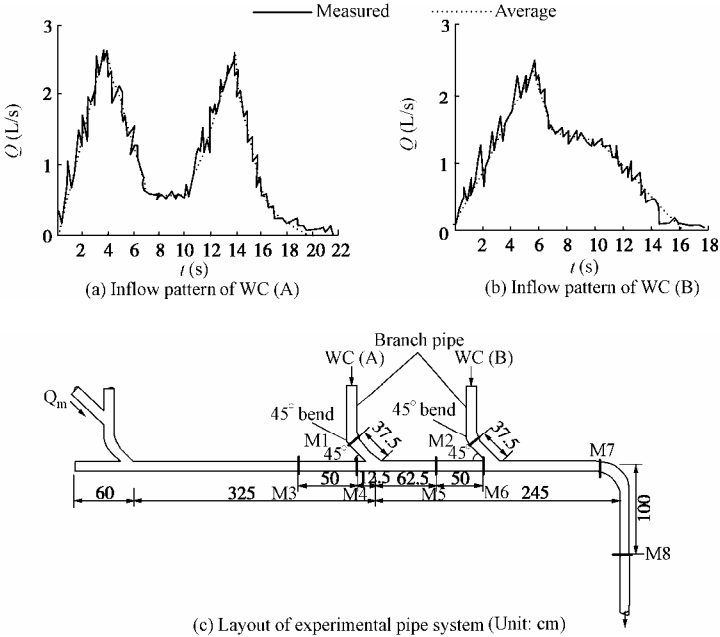 Measured
Average
3
2
1
0
Q (L/s)
2 4 6 8 10 12 14 16 18 20 22
t (s)
(a) Inflow pattern of WC (A)
3
2
1
0
Q (L/s)
2 4 6 8 10 12 14 16 18
t (s)
(b) Inflow pattern of WC (B)
Branch pipe
WC (A)
WC (B)
Qm
45° bend
45° bend
37.5
37.5
M1
M2
M7
45°
45°
50
12.5
62.5
50
M3
M4
M5
M6
60
325
245
100
M8
(c) Layout of experimental pipe system (Unit: cm)